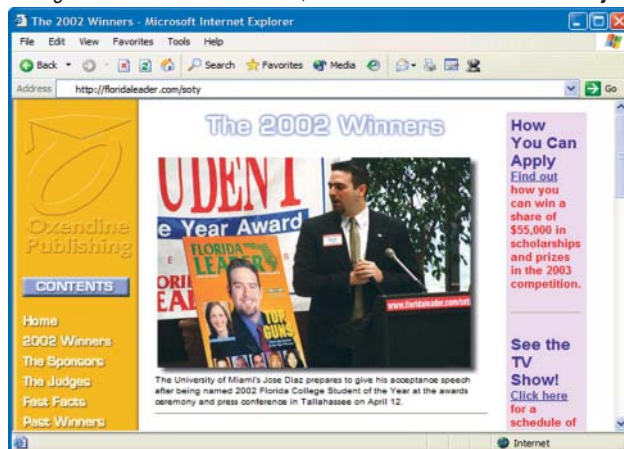 The 2002 Winners - Microsoft Internet Explorer
File Edit View Favorites Tools Help
Back Search Favorites Media
Address http://floridaleader.com/soty Go
Oxendine
Publishing
CONTENTS
Home
2002 Winners
The Sponsors
The Judges
Fast Facts
Past Winners
The 2002 Winners
UDENT
e Year Award
FLORIDA
LEADER
TOP
GUNS
www.floridaleader.com/soty
The University of Miami's Jose Diaz prepares to give his acceptance speech
after being named 2002 Florida College Student of the Year at the awards
ceremony and press conference in Tallahassee on April 12.
How
You Can
Apply
Find out
how you
can win a
share of
$55,000 in
scholarships
and prizes
in the 2003
competition.
See the
TV
Show!
Click here
for a
schedule of
Internet